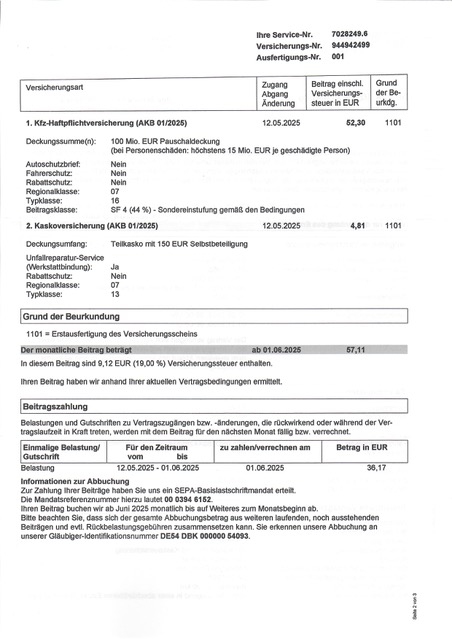 Ihre Service-Nr. 7028249.6
Versicherungs-Nr. 944942499
Ausfertigungs-Nr. 001
Versicherungsart
Zugang Abgang Änderung
Beitrag einschl. Versicherungs- steuer in EUR
Grund der Be- urkdg.
1. Kfz-Haftpflichtversicherung (AKB 01/2025) 12.05.2025 52,30 1101
Deckungssumme(n): 100 Mio. EUR Pauschaldeckung
(bei Personenschäden: höchstens 15 Mio. EUR je geschädigte Person)
Autoschutzbrief: Nein
Fahrerschutz: Nein
Rabattschutz: Nein
Regionalklasse: 07
Typklasse: 16
Beitragsklasse: SF 4 (44 %) - Sondereinstufung gemäß den Bedingungen
2. Kaskoversicherung (AKB 01/2025) 12.05.2025 4,81 1101
Deckungsumfang: Teilkasko mit 150 EUR Selbstbeteiligung
Unfallreparatur-Service
(Werkstattbindung): Ja
Rabattschutz: Nein
Regionalklasse: 07
Typklasse: 13
Grund der Beurkundung
1101 = Erstausfertigung des Versicherungsscheins
Der monatliche Beitrag beträgt ab 01.06.2025 57,11
In diesem Beitrag sind 9,12 EUR (19,00 %) Versicherungssteuer enthalten.
Ihren Beitrag haben wir anhand Ihrer aktuellen Vertragsbedingungen ermittelt.
Beitragszahlung
Belastungen und Gutschriften zu Vertragszugängen bzw. -änderungen, die rückwirkend oder während der Ver-
tragslaufzeit in Kraft treten, werden mit dem Beitrag für den nächsten Monat fällig bzw. verrechnet.
Einmalige Belastung/ Für den Zeitraum zu zahlen/verrechnen am Betrag in EUR
Gutschrift vom bis
Belastung 12.05.2025 - 01.06.2025 01.06.2025 36,17
Informationen zur Abbuchung
Zur Zahlung Ihrer Beiträge haben Sie uns ein SEPA-Basislastschriftmandat erteilt.
Die Mandatsreferenznummer hierzu lautet 00 0394 6152.
Ihren Beitrag buchen wir ab Juni 2025 monatlich bis auf Weiteres zum Monatsbeginn ab.
Bitte beachten Sie, dass sich der gesamte Abbuchungsbetrag aus weiteren laufenden, noch ausstehenden
Beiträgen und evtl. Rückbelastungsgebühren zusammensetzen kann. Sie erkennen unsere Abbuchung an
unserer Gläubiger-Identifikationsnummer DE54 DBK 000000 54093.
Seite 2 von 3